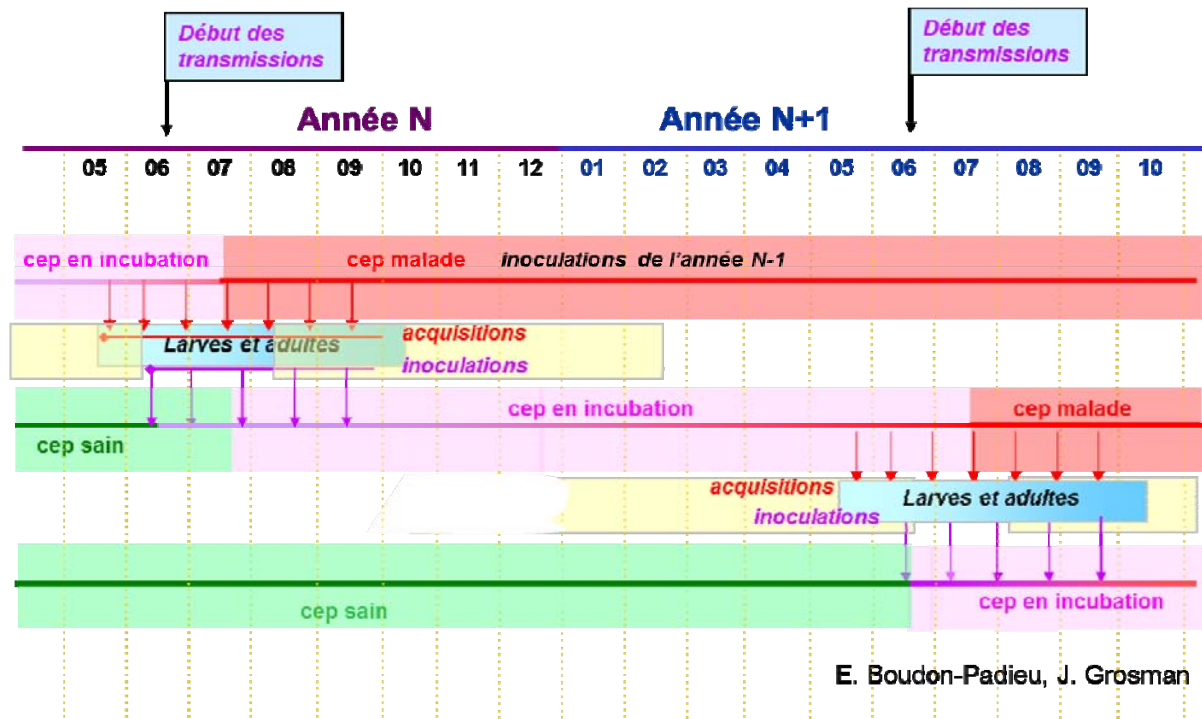 Début des
transmissions
Début des
transmissions
Année N
Année N+1
05 06 07 08 09 10 11 12 01 02 03 04 05 06 07 08 09 10
cep en incubation
cep malade
inoculations de l'année N-1
acquisitions
Larves et adultes
inoculations
cep en incubation
cep malade
cep sain
acquisitions
Larves et adultes
inoculations
cep sain
cep en incubation
E. Boudon-Padieu, J. Grosman